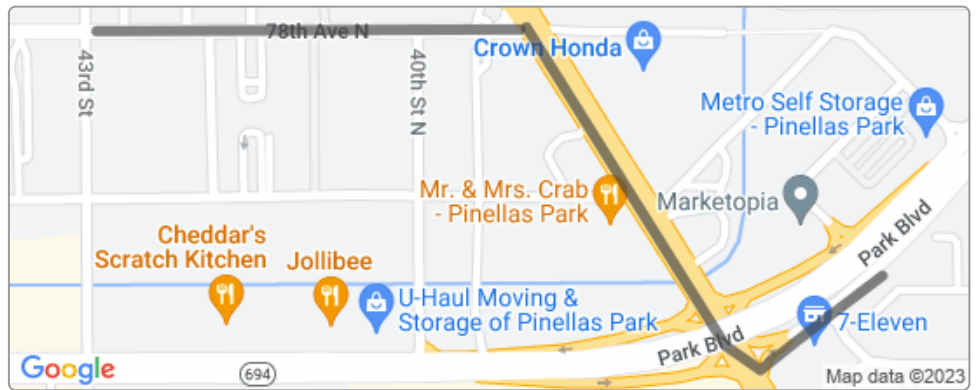 78th Ave N
Crown Honda
43rd St
40th St N
Metro Self Storage
- Pinellas Park
Mr. & Mrs. Crab
- Pinellas Park
Marketopia
Park Blvd
Cheddar's
Scratch Kitchen
Jollibee
U-Haul Moving &
Storage of Pinellas Park
7-Eleven
Park Blvd
Google
694
Map data ©2023